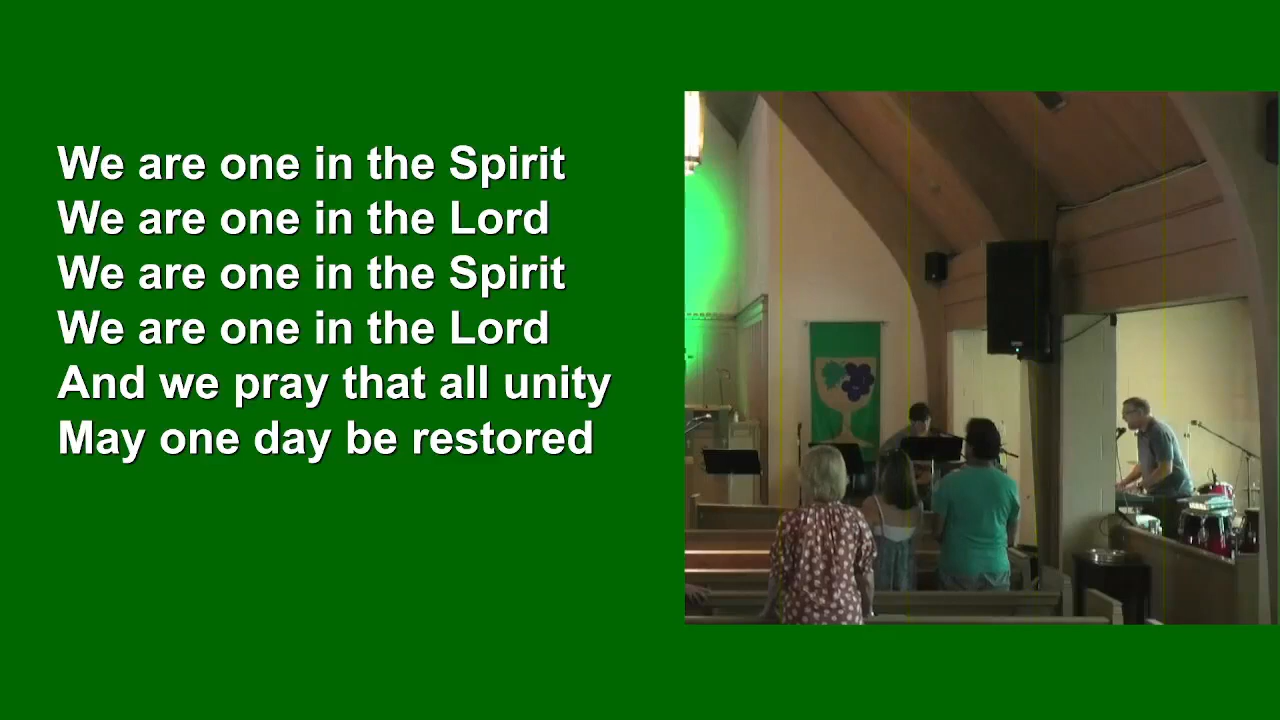 We are one in the Spirit
We are one in the Lord
We are one in the Spirit
We are one in the Lord
And we pray that all unity
May one day be restored